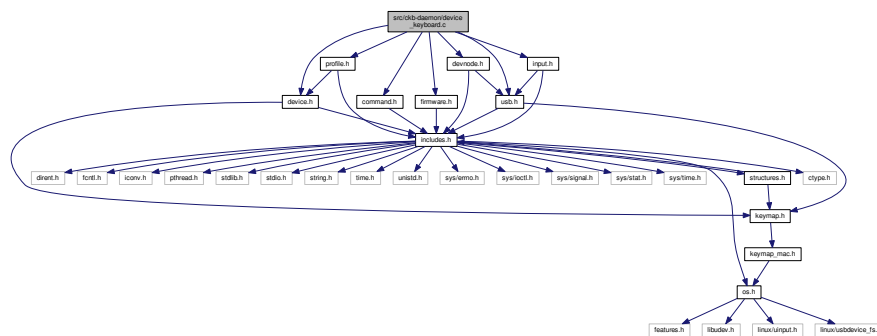 src/ckb-daemon/device
_keyboard.c
profile.h
devnode.h
input.h
device.h
command.h
firmware.h
usb.h
includes.h
dirent.h
fcntl.h
iconv.h
pthread.h
stdlib.h
stdio.h
string.h
time.h
unistd.h
sys/errno.h
sys/ioctl.h
sys/signal.h
sys/stat.h
sys/time.h
structures.h
ctype.h
keymap.h
keymap_mac.h
os.h
features.h
libudev.h
linux/uinput.h
linux/usbdevice_fs.